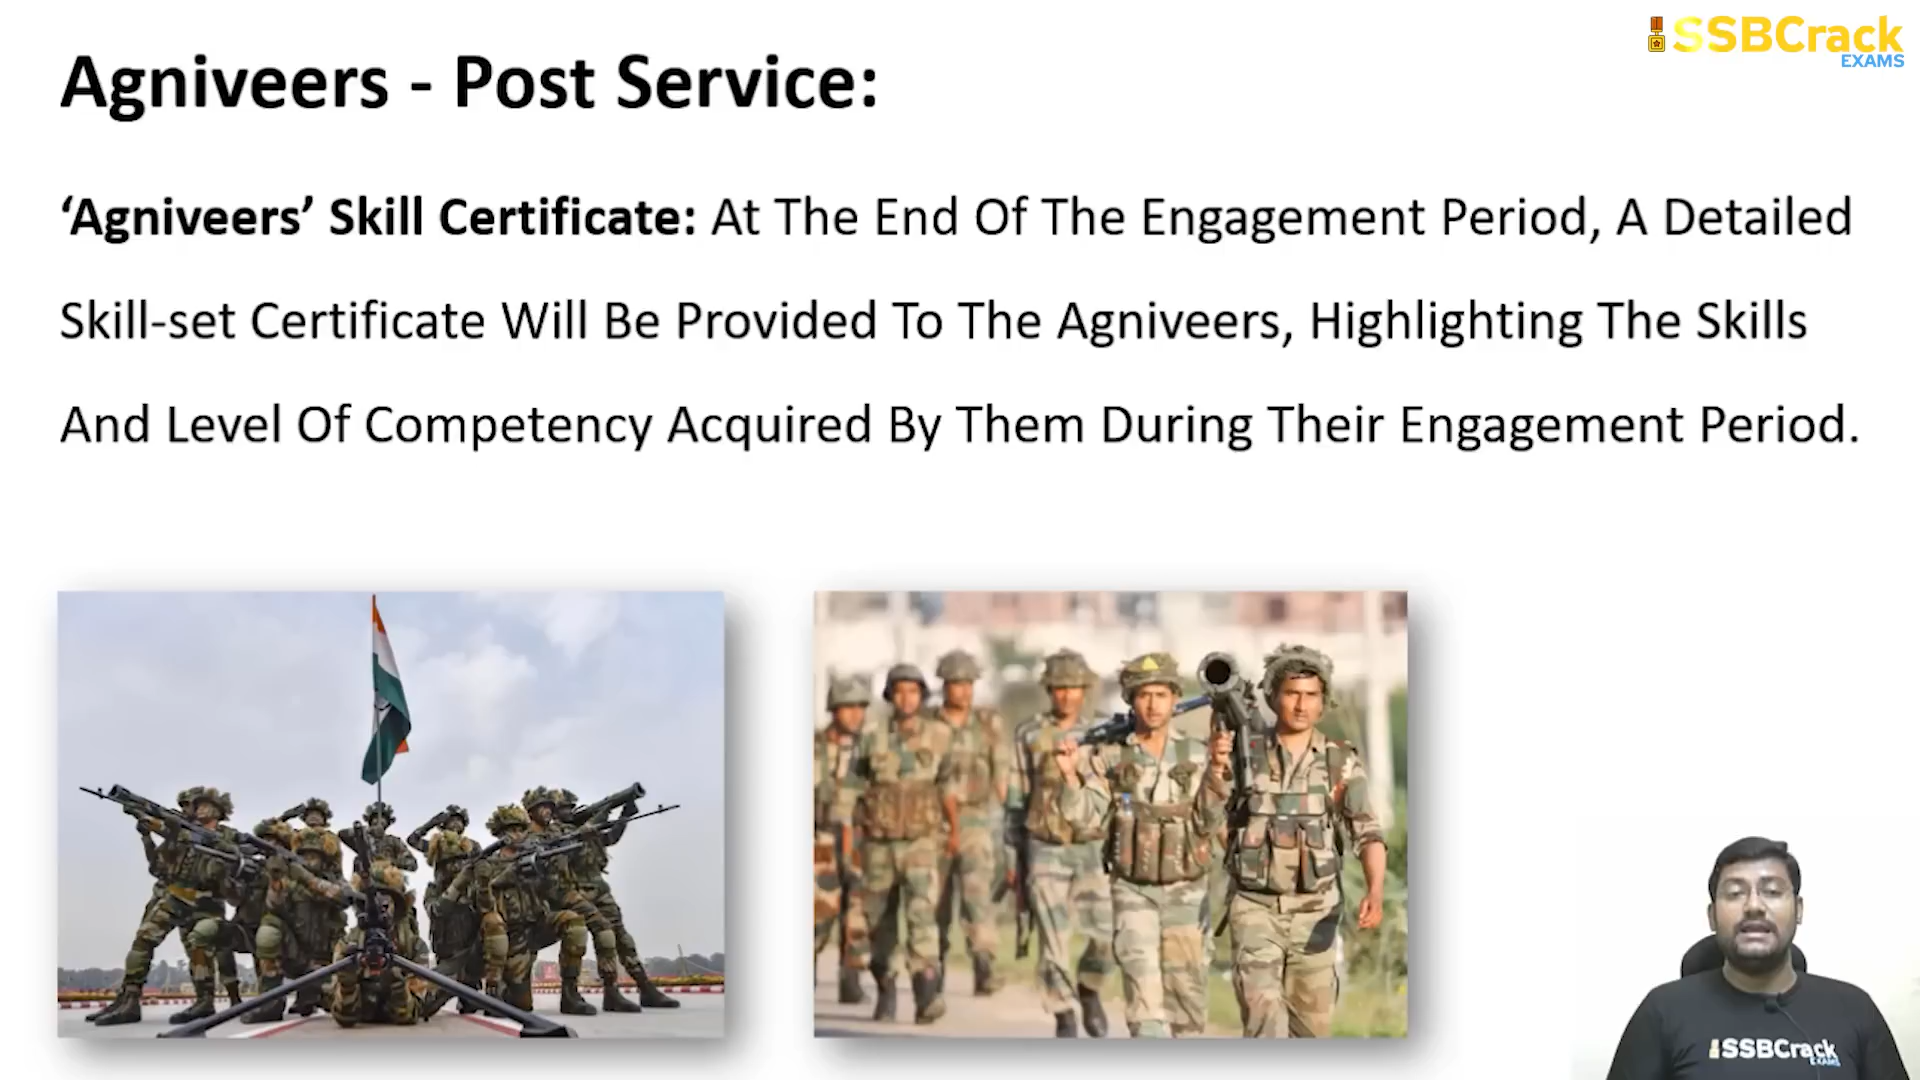 SSBCrack
EXAMS
Agniveers - Post Service:
‘Agniveers’ Skill Certificate: At The End Of The Engagement Period, A Detailed
Skill-set Certificate Will Be Provided To The Agniveers, Highlighting The Skills
And Level Of Competency Acquired By Them During Their Engagement Period.
SSBCrack
EXAMS